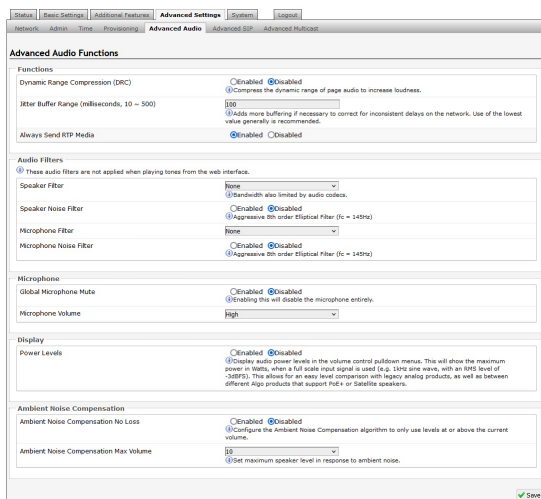 Status Basic Settings Additional Features Advanced Settings System Logout
Network Admin Time Provisioning Advanced Audio Advanced SIP Advanced Multicast
Advanced Audio Functions
Functions
Dynamic Range Compression (DRC) Enabled Disabled
Compress the dynamic range of page audio to increase loudness.
Jitter Buffer Range (milliseconds, 10 ~ 500) 100
Adds more buffering if necessary to correct for inconsistent delays on the network. Use of the lowest
value generally is recommended.
Always Send RTP Media Enabled Disabled
Audio Filters
These audio filters are not applied when playing tones from the web interface.
Speaker Filter None
Bandwidth also limited by audio codecs.
Speaker Noise Filter Enabled Disabled
Aggressive 8th order Elliptical Filter (fc = 145Hz)
Microphone Filter None
Microphone Noise Filter Enabled Disabled
Aggressive 8th order Elliptical Filter (fc = 145Hz)
Microphone
Global Microphone Mute Enabled Disabled
Enabling this will disable the microphone entirely.
Microphone Volume High
Display
Power Levels Enabled Disabled
Display audio power levels in the volume control pulldown menus. This will show the maximum
power in Watts, when a full scale input signal is used (e.g. 1kHz sine wave, with an RMS level of
-3dBFS). This allows for an easy level comparison with legacy analog products, as well as between
different Algo products that support PoE+ or Satellite speakers.
Ambient Noise Compensation
Ambient Noise Compensation No Loss Enabled Disabled
Configure the Ambient Noise Compensation algorithm to only use levels at or above the current
volume.
Ambient Noise Compensation Max Volume 10
Set maximum speaker level in response to ambient noise.
Save